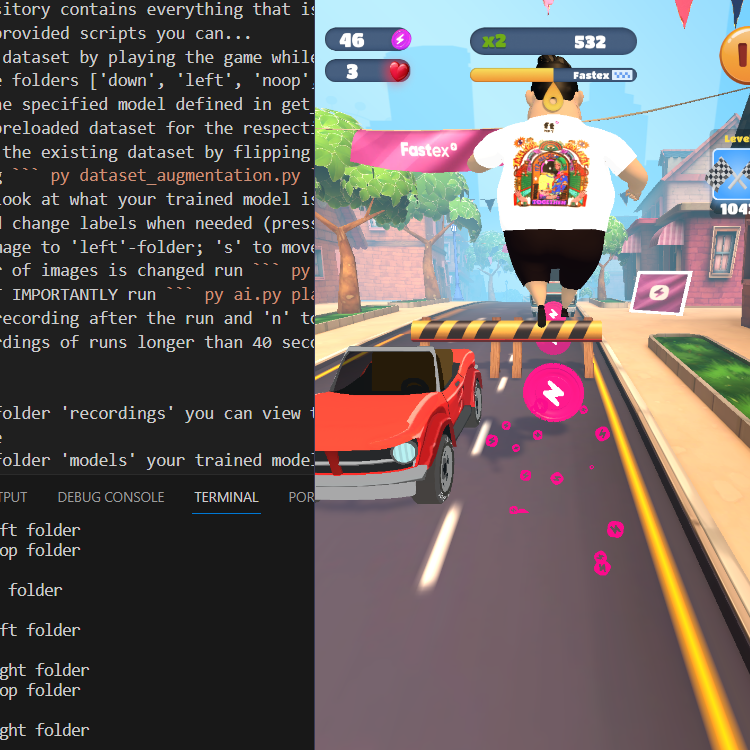 sitory contains everything that is
provided scripts you can...
dataset by playing the game while
e folders ['down', 'left', 'noop',
he specified model defined in get_
preloaded dataset for the respecti
the existing dataset by flipping
g ``` py dataset_augmentation.py
look at what your trained model is
d change labels when needed (press
mage to 'left'-folder; 's' to move
r of images is changed run ``` py
T IMPORTANTLY run ``` py ai.py pla
recording after the run and 'n' to
rdings of runs longer than 40 seco
folder 'recordings' you can view t
e
folder 'models' your trained model
TPUT DEBUG CONSOLE TERMINAL POR
ft folder
op folder
folder
ft folder
ght folder
op folder
ght folder
46
3
x2 532
Fastex
Fastex
TOGETHER
Leve
104